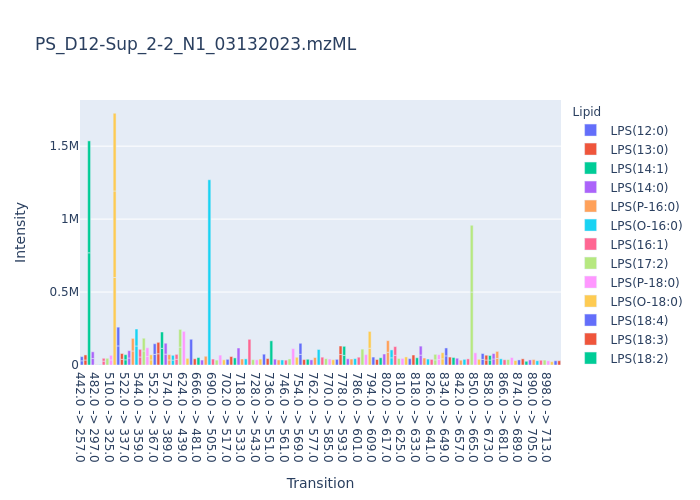 PS_D12-Sup_2-2_N1_03132023.mzML
Lipid
LPS(12:0)
LPS(13:0)
LPS(14:1)
LPS(14:0)
LPS(P-16:0)
LPS(O-16:0)
LPS(16:1)
LPS(17:2)
LPS(P-18:0)
LPS(O-18:0)
LPS(18:4)
LPS(18:3)
LPS(18:2)
Intensity
1.5M
1M
0.5M
0
442.0 -> 257.0
482.0 -> 297.0
510.0 -> 325.0
522.0 -> 337.0
544.0 -> 359.0
552.0 -> 367.0
574.0 -> 389.0
624.0 -> 439.0
666.0 -> 481.0
690.0 -> 505.0
702.0 -> 517.0
718.0 -> 533.0
728.0 -> 543.0
736.0 -> 551.0
746.0 -> 561.0
754.0 -> 569.0
762.0 -> 577.0
770.0 -> 585.0
778.0 -> 593.0
786.0 -> 601.0
794.0 -> 609.0
802.0 -> 617.0
810.0 -> 625.0
818.0 -> 633.0
826.0 -> 641.0
834.0 -> 649.0
842.0 -> 657.0
850.0 -> 665.0
858.0 -> 673.0
866.0 -> 681.0
874.0 -> 689.0
890.0 -> 705.0
898.0 -> 713.0
Transition